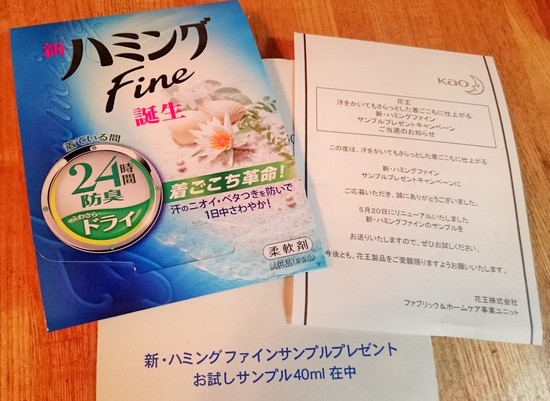 新
ハミング
Fine
誕生
着ている間
24時間
防臭
さらさら
ドライ
着ごこち革命!
汗のニオイ・ベタつきを防いで
1日中さわやか!
柔軟剤
試供品
Kao
花王
汗をかいてもさらっとした着ごこちに仕上がる
新・ハミングファイン
サンプルプレゼントキャンペーン
ご当選のお知らせ
この度は、汗をかいてもさらっとした着ごこちに仕上がる
新・ハミングファイン
サンプルプレゼントキャンペーンに
ご応募いただき、誠にありがとうございました。
5月20日にリニューアルいたしました
新・ハミングファインのサンプルを
お送りいたしますので、ぜひお試しください。
今後とも、花王製品をご愛顧賜りますようお願いいたします。
花王株式会社
ファブリック&ホームケア事業ユニット
新・ハミングファインサンプルプレゼント
お試しサンプル40ml 在中